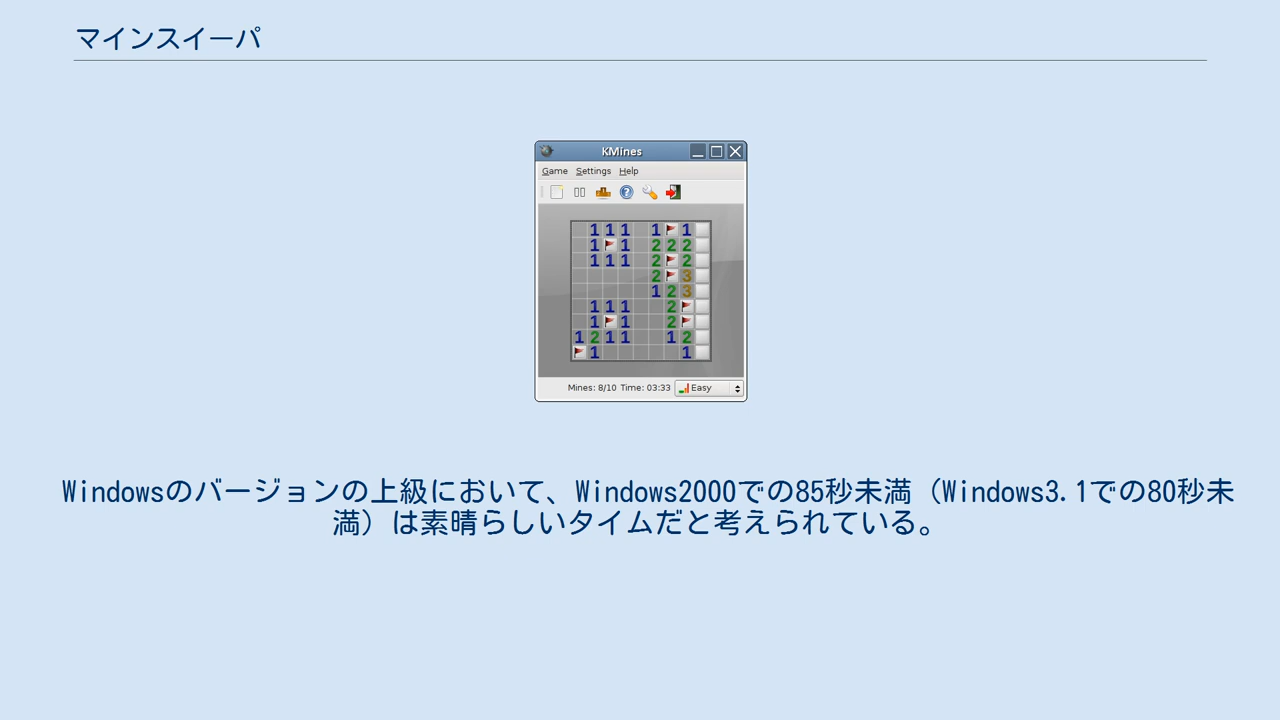 マインスイーパ
KMines
Game Settings Help
1 1 1 1 1
1 1 2 2 2
1 1 1 2 2
2 3
1 2 3
1 1 1 2
1 1 2
1 2 1 1 1 2
1 1
Mines: 8/10 Time: 03:33 Easy
Windowsのバージョンの上級において、Windows2000での85秒未満（Windows3.1での80秒未
満）は素晴らしいタイムだと考えられている。